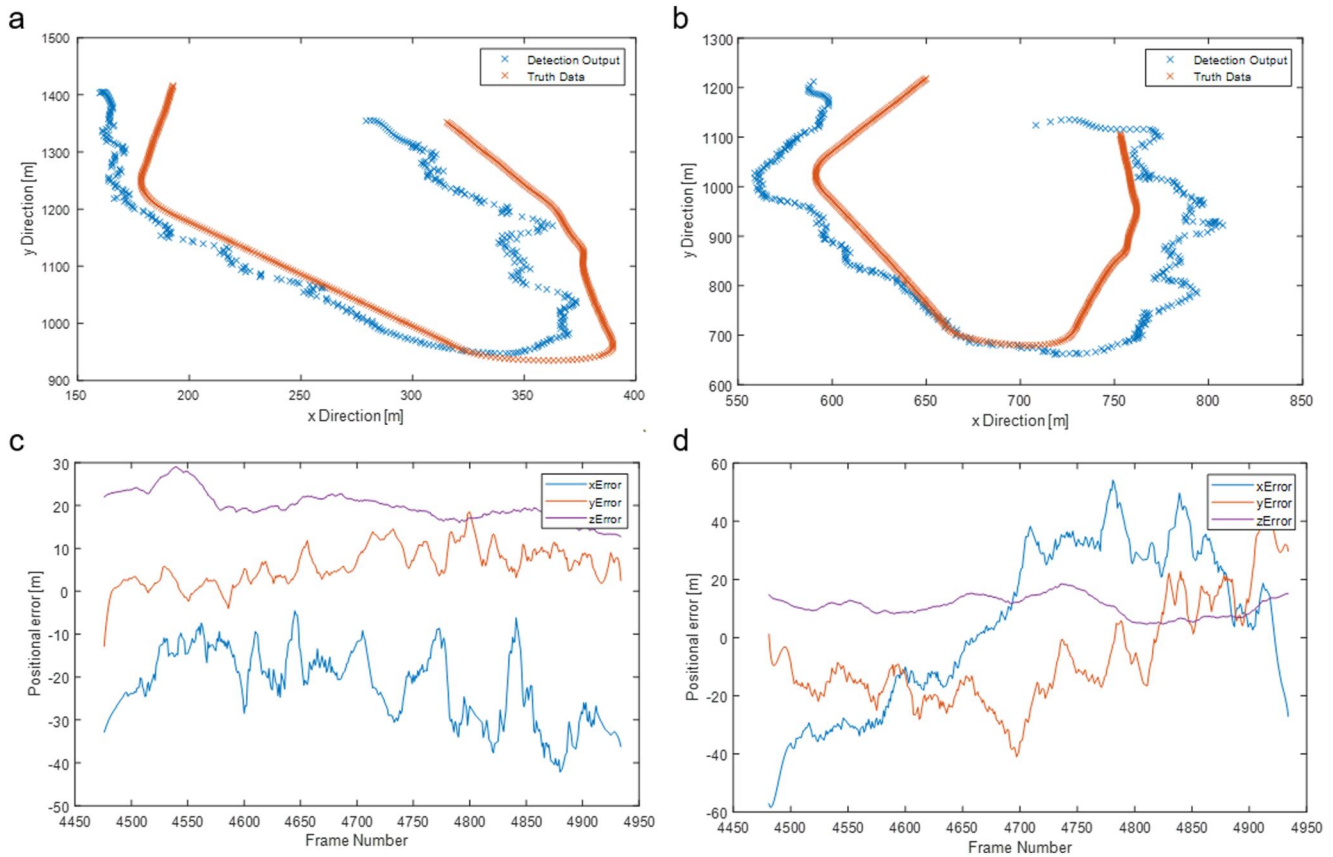 a
1500
1400
1300
1200
1100
1000
900
y Direction [m]
150 200 250 300 350 400
x Direction [m]
Detection Output
Truth Data
b
1300
1200
1100
1000
900
800
700
600
y Direction [m]
550 600 650 700 750 800 850
x Direction [m]
Detection Output
Truth Data
c
30
20
10
0
-10
-20
-30
-40
-50
Positional error [m]
4450 4500 4550 4600 4650 4700 4750 4800 4850 4900 4950
Frame Number
xError
yError
zError
d
60
40
20
0
-20
-40
-60
Positional error [m]
4450 4500 4550 4600 4650 4700 4750 4800 4850 4900 4950
Frame Number
xError
yError
zError